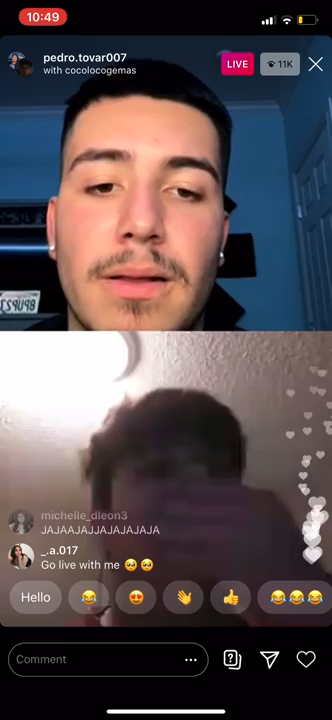 10:49
pedro.tovar007
with cocolocogemas
LIVE
11K
michelle_dleon3
JAJAAJAJJAJAJAJAJA
_.a.017
Go live with me 🥺🥺
Hello
Comment